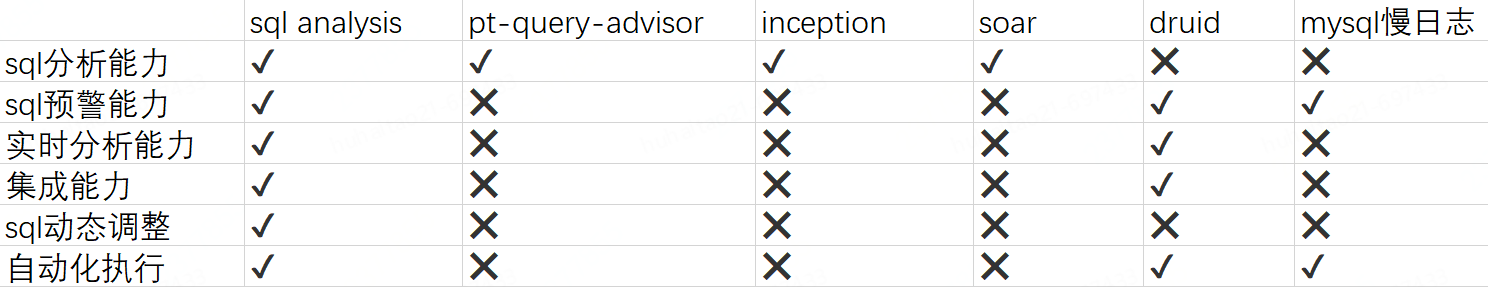 sql analysis pt-query-advisor inception soar druid mysql慢日志
sql分析能力 ✓ ✓ ✓ ✓ ✕ ✕
sql预警能力 ✓ ✕ ✕ ✕ ✓ ✓
实时分析能力 ✓ ✕ ✕ ✕ ✓ ✕
集成能力 ✓ ✕ ✕ ✕ ✓ ✕
sql动态调整 ✓ ✕ ✕ ✕ ✕ ✕
自动化执行 ✓ ✕ ✕ ✕ ✓ ✓